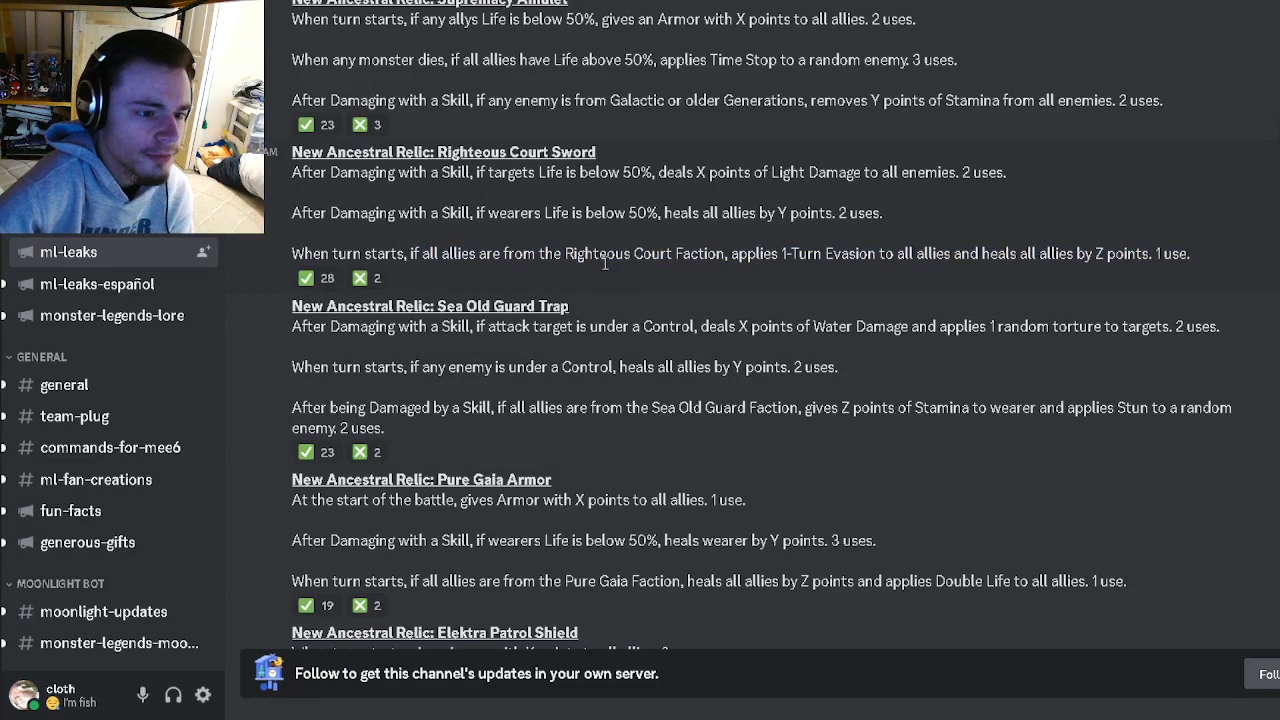 New Ancestral Relic: Supremacy Amulet
When turn starts, if any allys Life is below 50%, gives an Armor with X points to all allies. 2 uses.
When any monster dies, if all allies have Life above 50%, applies Time Stop to a random enemy. 3 uses.
After Damaging with a Skill, if any enemy is from Galactic or older Generations, removes Y points of Stamina from all enemies. 2 uses.
23 3
AM
New Ancestral Relic: Righteous Court Sword
After Damaging with a Skill, if targets Life is below 50%, deals X points of Light Damage to all enemies. 2 uses.
After Damaging with a Skill, if wearers Life is below 50%, heals all allies by Y points. 2 uses.
When turn starts, if all allies are from the Righteous Court Faction, applies 1-Turn Evasion to all allies and heals all allies by Z points. 1 use.
28 2
New Ancestral Relic: Sea Old Guard Trap
After Damaging with a Skill, if attack target is under a Control, deals X points of Water Damage and applies 1 random torture to targets. 2 uses.
When turn starts, if any enemy is under a Control, heals all allies by Y points. 2 uses.
After being Damaged by a Skill, if all allies are from the Sea Old Guard Faction, gives Z points of Stamina to wearer and applies Stun to a random
enemy. 2 uses.
23 2
New Ancestral Relic: Pure Gaia Armor
At the start of the battle, gives Armor with X points to all allies. 1 use.
After Damaging with a Skill, if wearers Life is below 50%, heals wearer by Y points. 3 uses.
When turn starts, if all allies are from the Pure Gaia Faction, heals all allies by Z points and applies Double Life to all allies. 1 use.
19 2
New Ancestral Relic: Elektra Patrol Shield
Follow to get this channel's updates in your own server.
Foll
ml-leaks
ml-leaks-español
monster-legends-lore
GENERAL
general
team-plug
commands-for-mee6
ml-fan-creations
fun-facts
generous-gifts
MOONLIGHT BOT
moonlight-updates
monster-legends-moo...
cloth
I'm fish